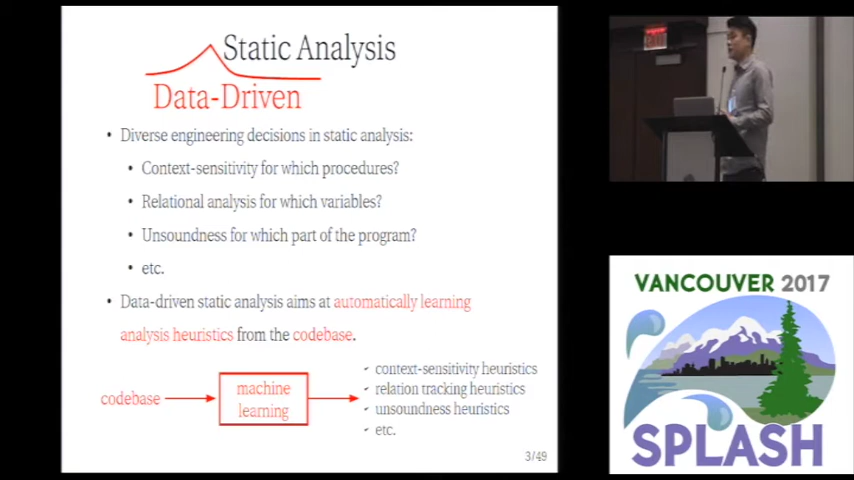 Static Analysis
Data-Driven
• Diverse engineering decisions in static analysis:
• Context-sensitivity for which procedures?
• Relational analysis for which variables?
• Unsoundness for which part of the program?
• etc.
• Data-driven static analysis aims at automatically learning
analysis heuristics from the codebase.
codebase
machine
learning
✓ context-sensitivity heuristics
✓ relation tracking heuristics
✓ unsoundness heuristics
✓ etc.
3/49
VANCOUVER 2017
SPLASH